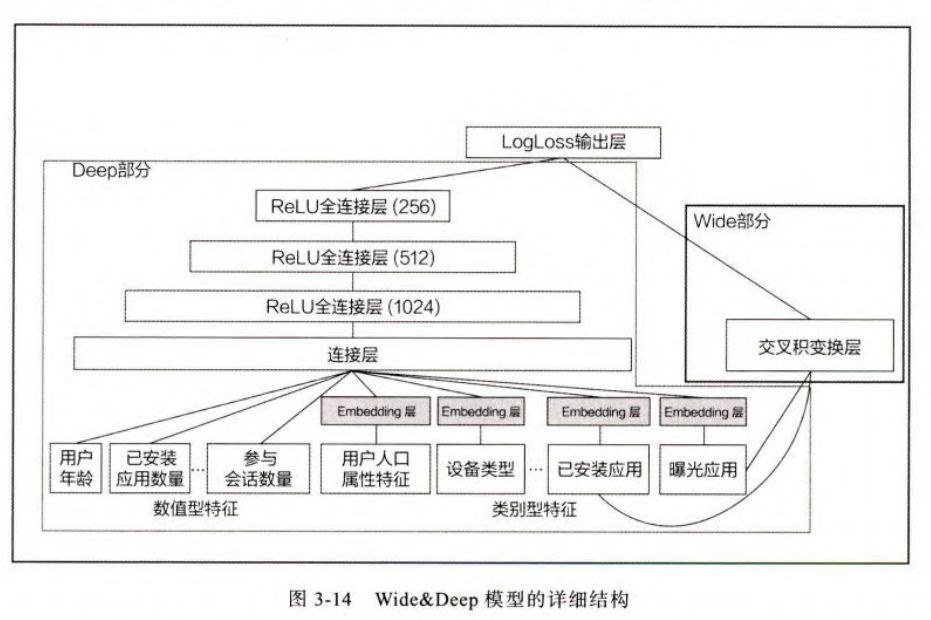 LogLoss输出层
Deep部分
ReLU全连接层 (256)
Wide部分
ReLU全连接层 (512)
ReLU全连接层 (1024)
连接层
交叉积变换层
Embedding 层
Embedding 层
Embedding 层
Embedding 层
用户
年龄
已安装
应用数量
...
参与
会话数量
用户人口
属性特征
设备类型
...
已安装应用
曝光应用
数值型特征
类别型特征
图 3-14 Wide&Deep 模型的详细结构